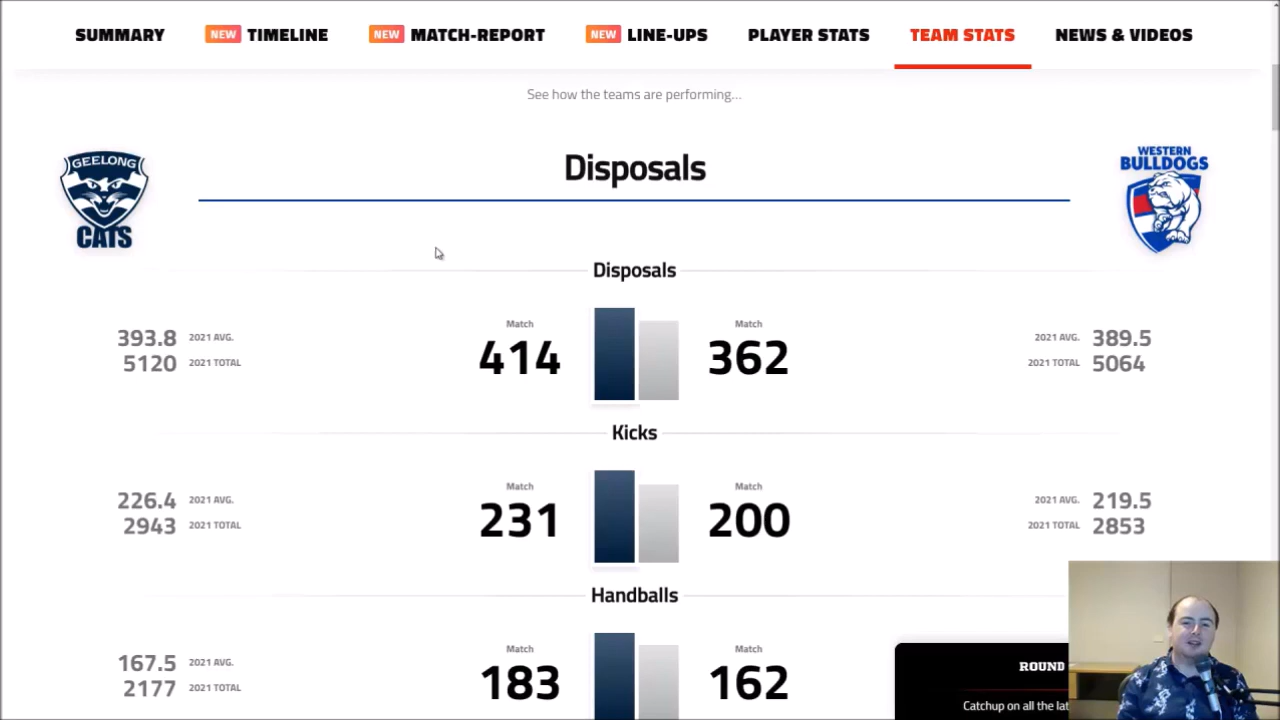 SUMMARY NEW TIMELINE NEW MATCH-REPORT NEW LINE-UPS PLAYER STATS TEAM STATS NEWS & VIDEOS
See how the teams are performing...
GEELONG
CATS
Disposals
WESTERN
BULLDOGS
Disposals
393.8 2021 AVG.
5120 2021 TOTAL
Match
414
Match
362
2021 AVG. 389.5
2021 TOTAL 5064
Kicks
226.4 2021 AVG.
2943 2021 TOTAL
Match
231
Match
200
2021 AVG. 219.5
2021 TOTAL 2853
Handballs
167.5 2021 AVG.
2177 2021 TOTAL
Match
183
Match
162
ROUND
Catchup on all the lat